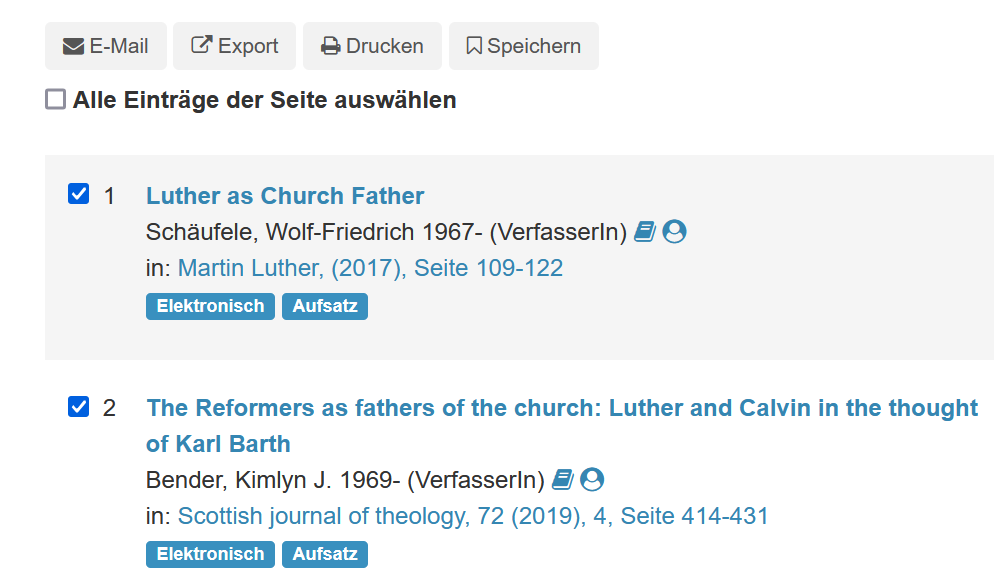 E-Mail Export Drucken Speichern
Alle Einträge der Seite auswählen
1 Luther as Church Father
Schäufele, Wolf-Friedrich 1967- (VerfasserIn)
in: Martin Luther, (2017), Seite 109-122
Elektronisch Aufsatz
2 The Reformers as fathers of the church: Luther and Calvin in the thought
of Karl Barth
Bender, Kimlyn J. 1969- (VerfasserIn)
in: Scottish journal of theology, 72 (2019), 4, Seite 414-431
Elektronisch Aufsatz